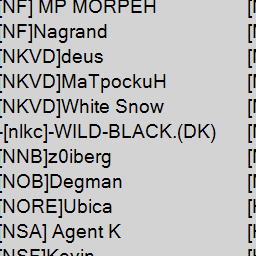 [NF] MP MOPREH
[NF]Nagrand
[NKVD]deus
[NKVD]MaTpockuH
[NKVD]White Snow
-[nlkc]-WILD-BLACK.(DK)
[NNB]z0iberg
[NOB]Degman
[NORE]Ubica
[NSA] Agent K
[NSF]Kevin